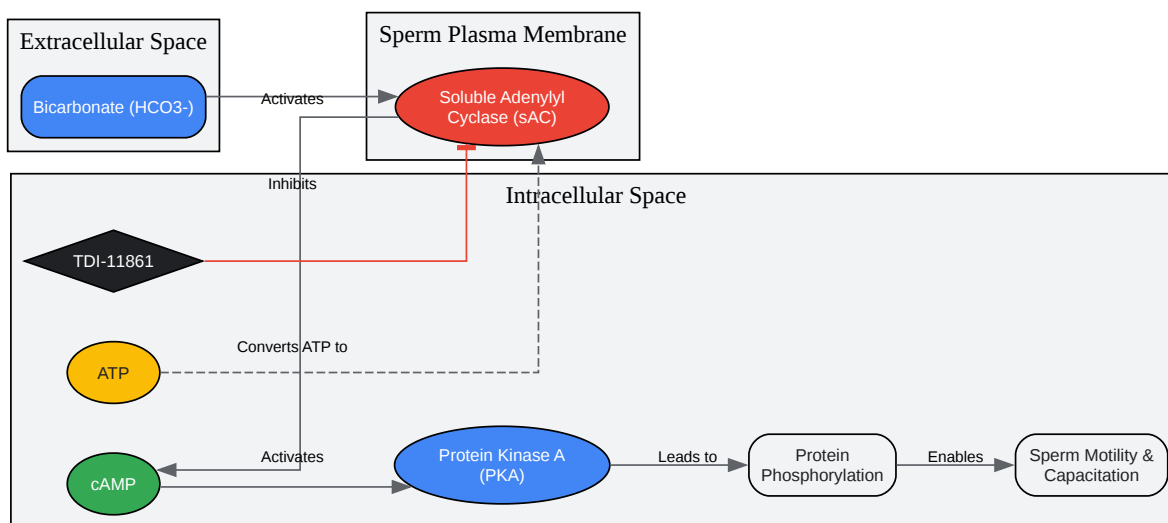 Extracellular Space
Sperm Plasma Membrane
Bicarbonate (HCO3-)
Activates
Soluble Adenylyl
Cyclase (sAC)
Inhibits
Intracellular Space
TDI-11861
Converts ATP to
ATP
cAMP
Activates
Protein Kinase A
(PKA)
Leads to
Protein
Phosphorylation
Enables
Sperm Motility &
Capacitation